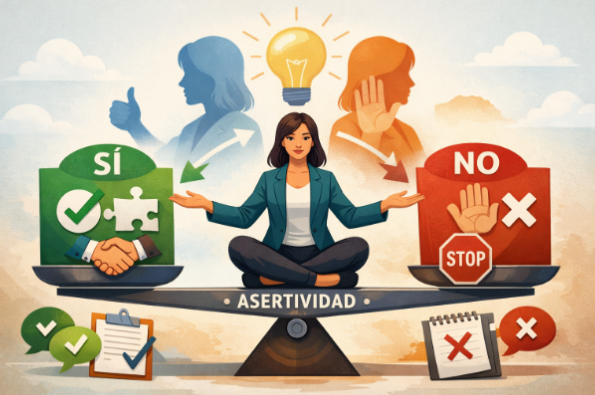 SÍ
NO
STOP
• ASERTIVIDAD •